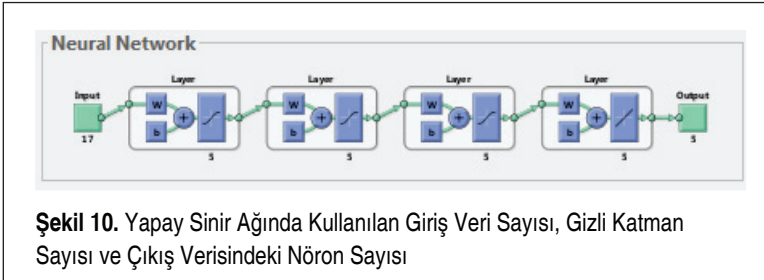 Neural Network
Layer Layer Layer Layer
Input Output
W W W W
b b b b
17 5 5 5 5 5
Şekil 10. Yapay Sinir Ağında Kullanılan Giriş Veri Sayısı, Gizli Katman
Sayısı ve Çıkış Verisindeki Nöron Sayısı